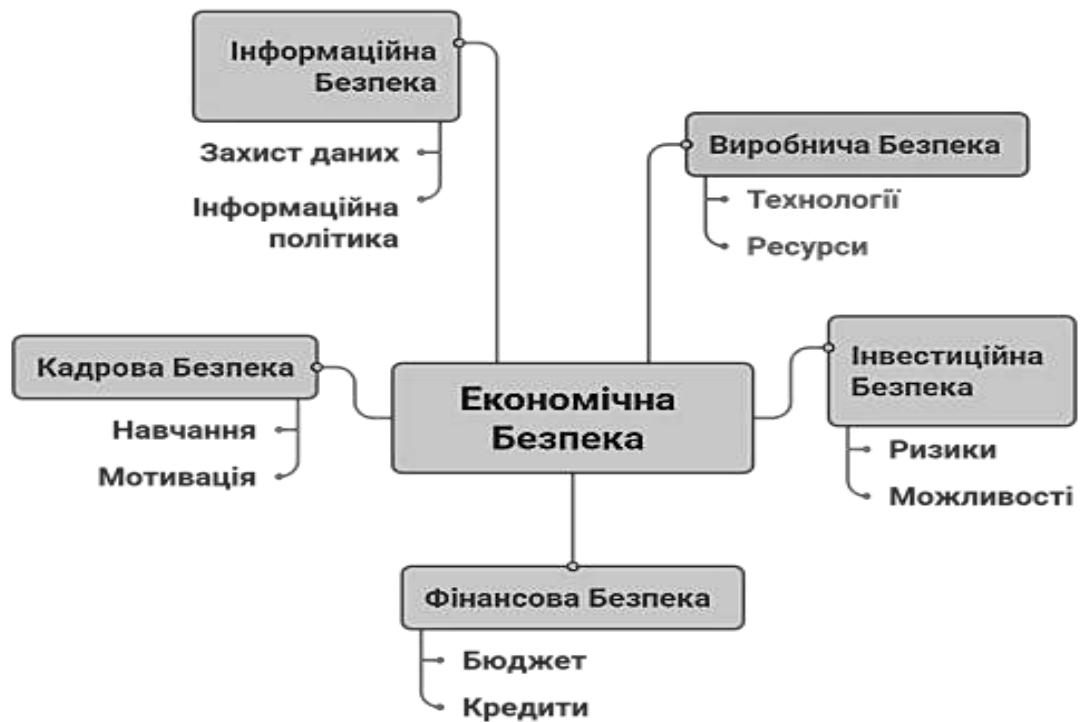 Інформаційна
Безпека
Захист даних
Інформаційна
політика
Виробнича Безпека
Технології
Ресурси
Кадрова Безпека
Навчання
Мотивація
Економічна
Безпека
Інвестиційна
Безпека
Ризики
Можливості
Фінансова Безпека
Бюджет
Кредити